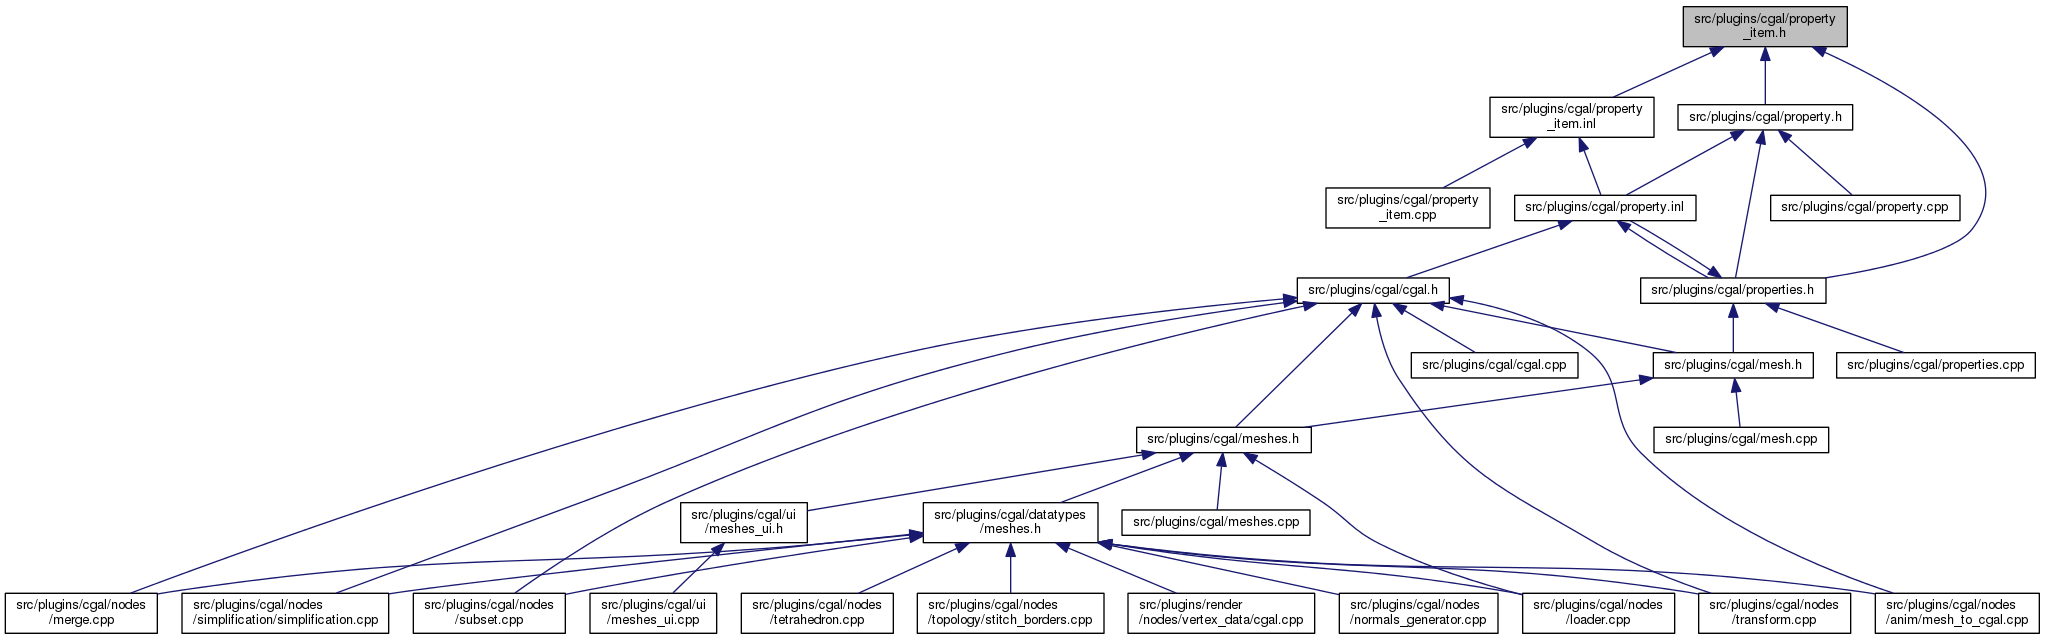 src/plugins/cgal/property
_item.h
src/plugins/cgal/property
_item.inl
src/plugins/cgal/property.h
src/plugins/cgal/property
_item.cpp
src/plugins/cgal/property.inl
src/plugins/cgal/property.cpp
src/plugins/cgal/cgal.h
src/plugins/cgal/properties.h
src/plugins/cgal/cgal.cpp
src/plugins/cgal/mesh.h
src/plugins/cgal/properties.cpp
src/plugins/cgal/meshes.h
src/plugins/cgal/mesh.cpp
src/plugins/cgal/ui
/meshes_ui.h
src/plugins/cgal/datatypes
/meshes.h
src/plugins/cgal/meshes.cpp
src/plugins/cgal/nodes
/merge.cpp
src/plugins/cgal/nodes
/simplification/simplification.cpp
src/plugins/cgal/nodes
/subset.cpp
src/plugins/cgal/ui
/meshes_ui.cpp
src/plugins/cgal/nodes
/tetrahedron.cpp
src/plugins/cgal/nodes
/topology/stitch_borders.cpp
src/plugins/render
/nodes/vertex_data/cgal.cpp
src/plugins/cgal/nodes
/normals_generator.cpp
src/plugins/cgal/nodes
/loader.cpp
src/plugins/cgal/nodes
/transform.cpp
src/plugins/cgal/nodes
/anim/mesh_to_cgal.cpp